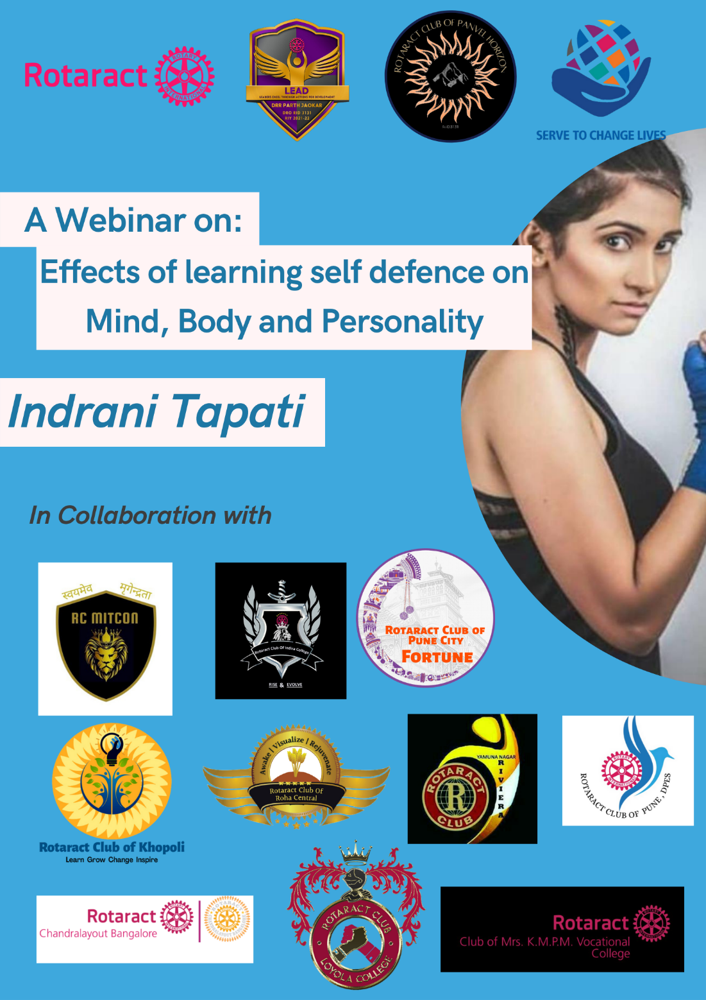 Rotaract
ROTARY
INTERNATIONAL
LEAD
LEADERS EXCEL THROUGH ACTIONS FOR DEVELOPMENT
DRR PARTH JAOKAR
DRO RID 3131
RIY 2021-22
ROTARACT CLUB OF PANVEL HORIZON
RID3131
SERVE TO CHANGE LIVES
A Webinar on:
Effects of learning self defence on
Mind, Body and Personality
Indrani Tapati
In Collaboration with
स्वयमेव मृगेन्द्रता
RC MITCON
Rotaract Club Of Indira College
RISE & EVOLVE
ROTARACT CLUB OF
PUNE CITY
FORTUNE
Rotaract Club of Khopoli
Learn Grow Change Inspire
Awake | Visualize | Rejuvenate
Rotaract Club Of
Roha Central
YAMUNA NAGAR
RIVIERA
ROTARACT
R
CLUB
ROTARY
INTERNATIONAL
ROTARACT CLUB OF PUNE, DPES
Rotaract
Chandralayout Bangalore
ROTARACT CLUB
LOYOLA COLLEGE
Rotaract
Club of Mrs. K.M.P.M. Vocational
College